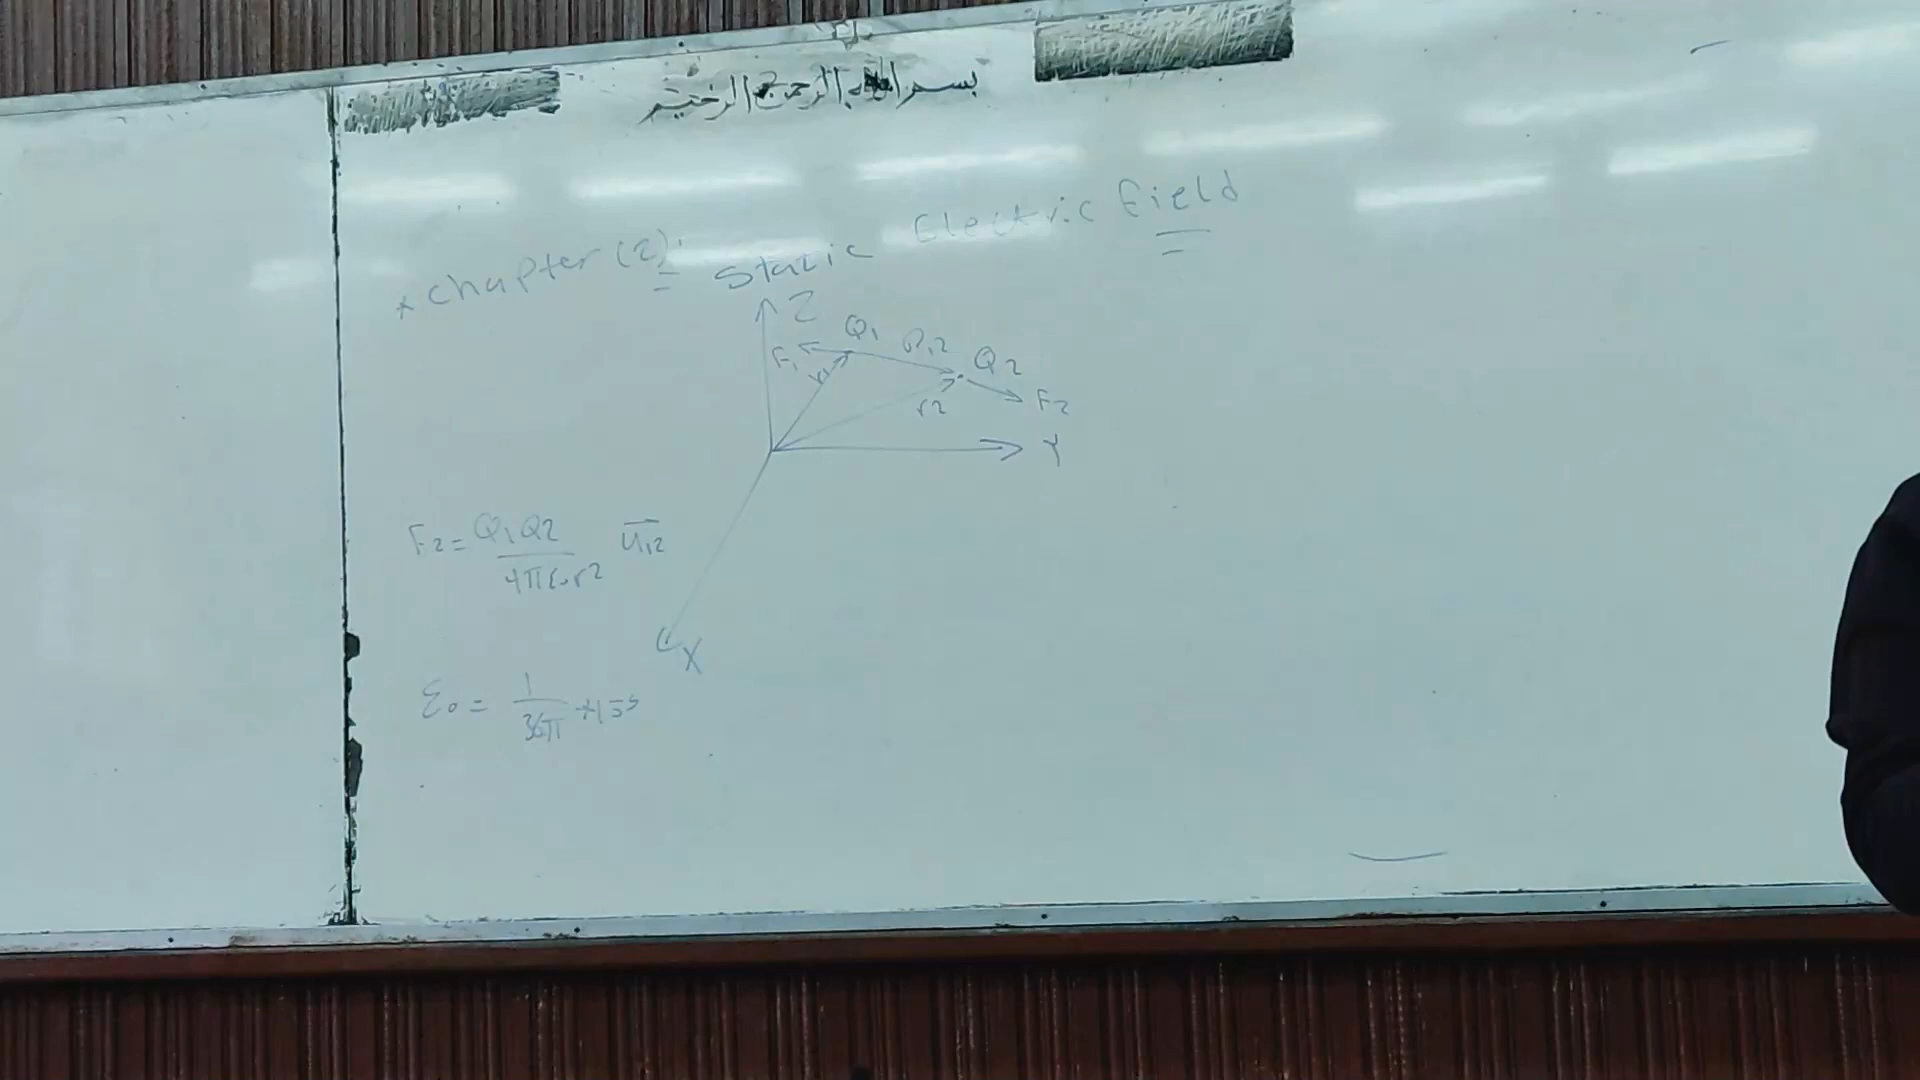 بسم الله الرحمن الرحيم
* Chapter (2): Static Electric Field
Z
F1 Q1 R12 Q2
r1 r2 F2
Y
F2 = Q1Q2 / 4πε0r2 u12
X
ε0 = 1 / 36π